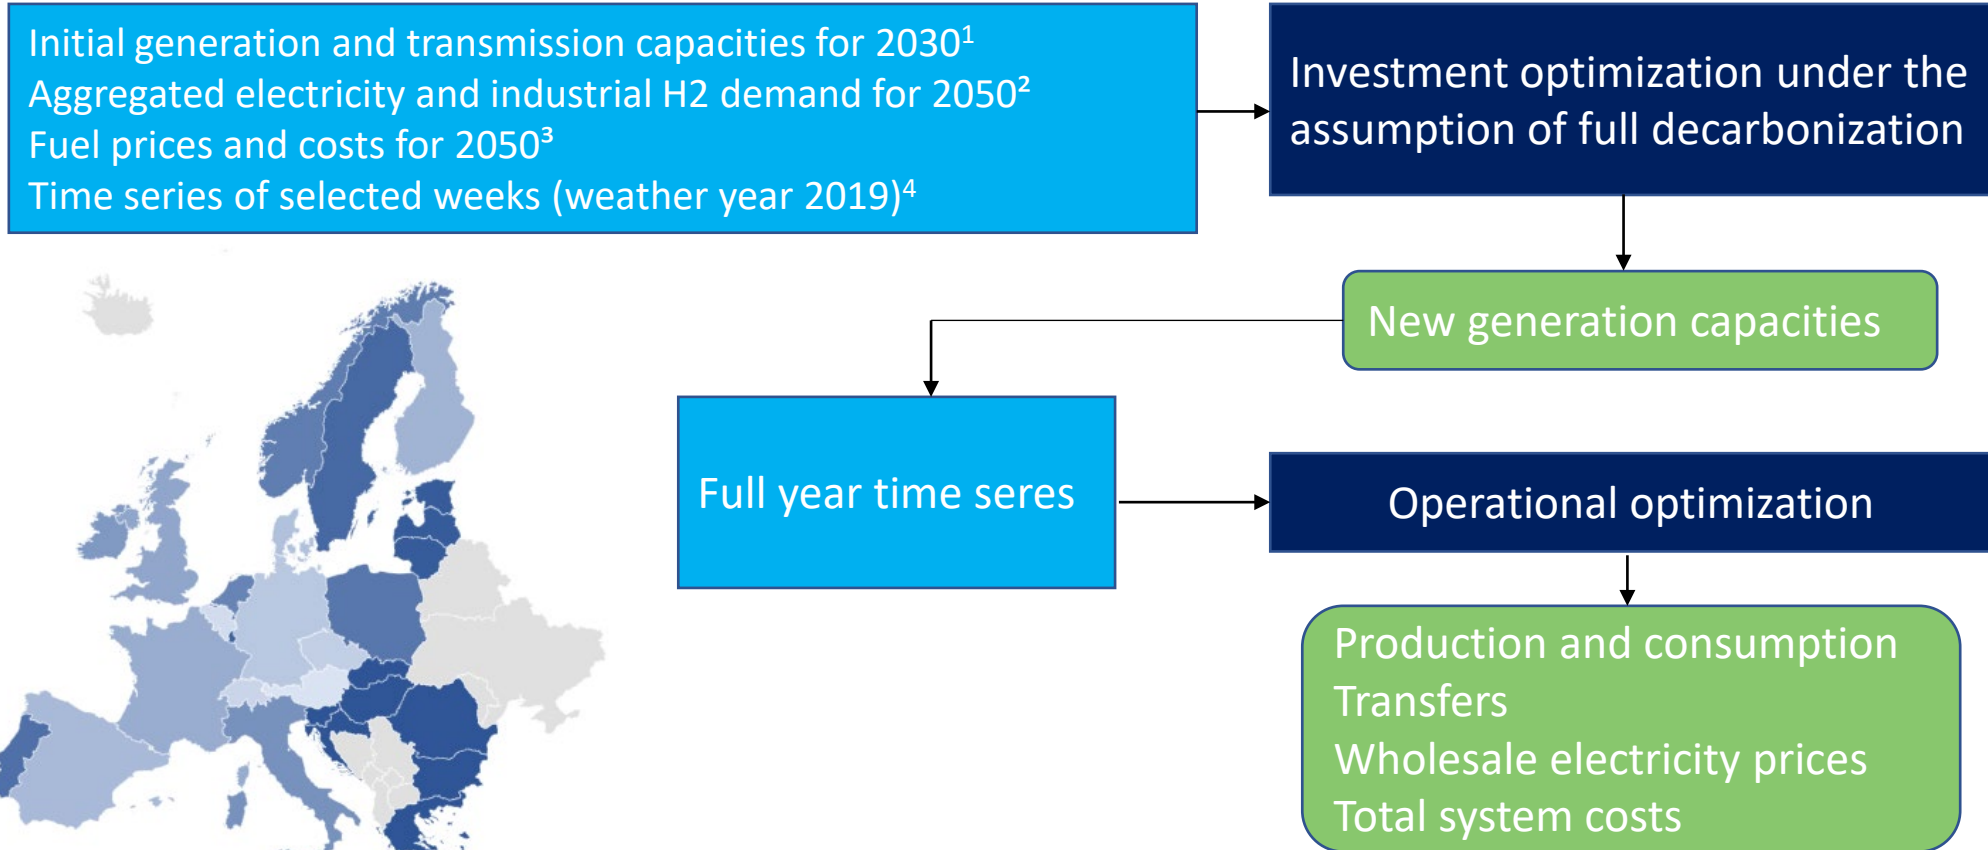 Initial generation and transmission capacities for 2030¹
Aggregated electricity and industrial H2 demand for 2050²
Fuel prices and costs for 2050³
Time series of selected weeks (weather year 2019)⁴
Investment optimization under the
assumption of full decarbonization
New generation capacities
Full year time seres
Operational optimization
Production and consumption
Transfers
Wholesale electricity prices
Total system costs